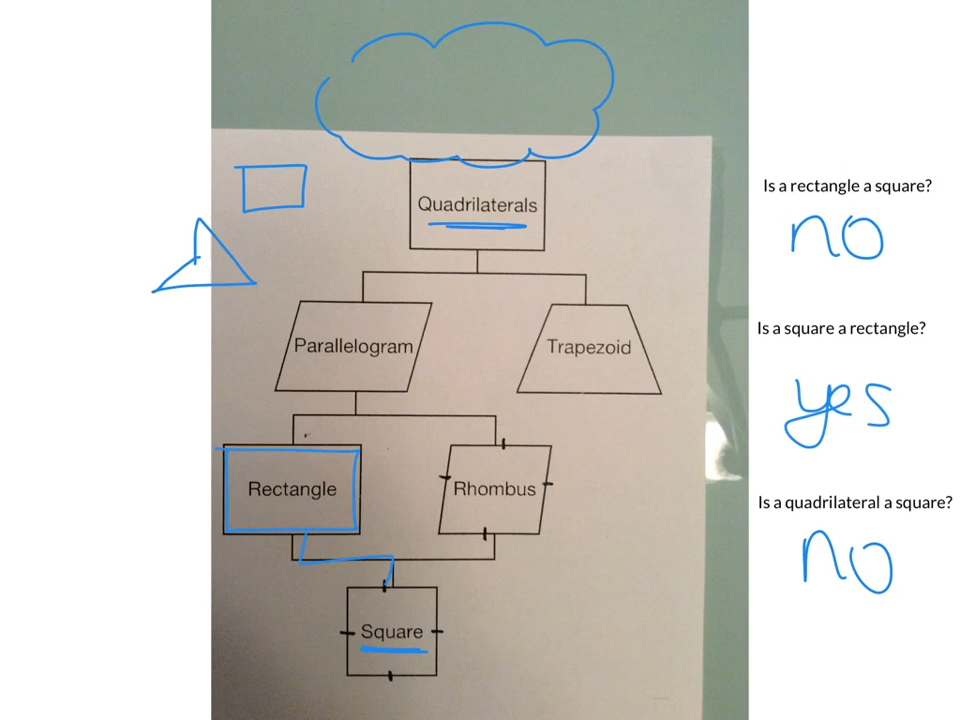 Quadrilaterals
Parallelogram
Trapezoid
Rectangle
Rhombus
Square
Is a rectangle a square?
no
Is a square a rectangle?
yes
Is a quadrilateral a square?
no